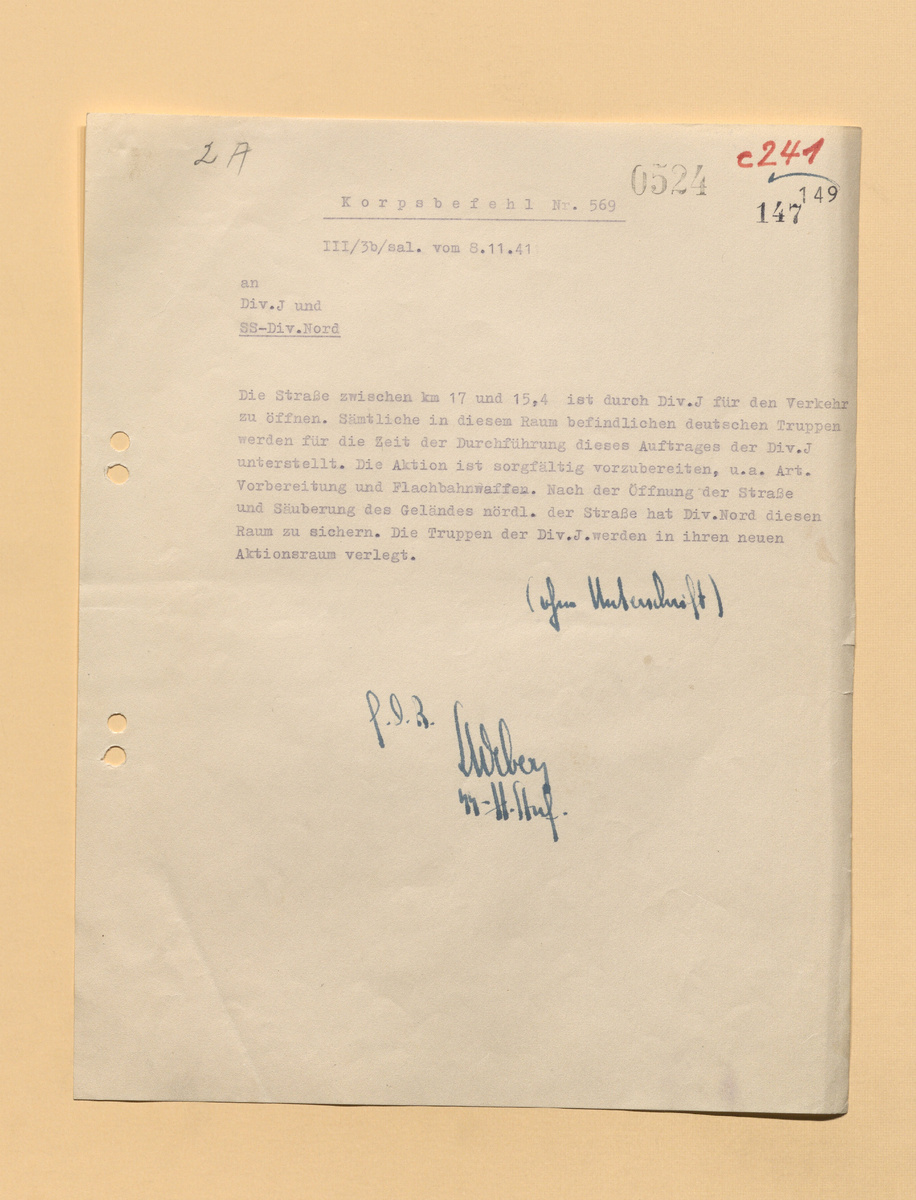 2 A
c241
0524
149
147
Korpsbefehl Nr. 569
III/3b/sal. vom 8.11.41
an
Div.J und
SS-Div.Nord
Die Straße zwischen km 17 und 15,4 ist durch Div.J für den Verkehr
zu öffnen. Sämtliche in diesem Raum befindlichen deutschen Truppen
werden für die Zeit der Durchführung dieses Auftrages der Div.J
unterstellt. Die Aktion ist sorgfältig vorzubereiten, u.a. Art.
Vorbereitung und Flachbahnwaffen. Nach der Öffnung der Straße
und Säuberung des Geländes nördl. der Straße hat Div.Nord diesen
Raum zu sichern. Die Truppen der Div.J.werden in ihren neuen
Aktionsraum verlegt.
(ohne Unterschrift)
F.d.R.